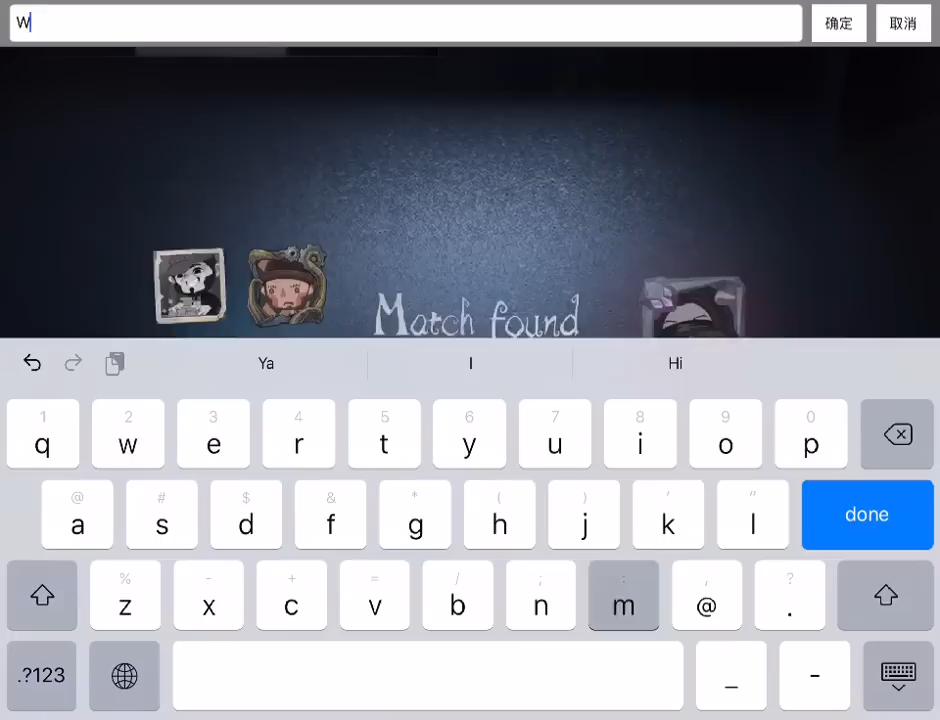 W
确定
取消
Match found
Ya
I
Hi
1 2 3 4 5 6 7 8 9 0
q w e r t y u i o p
@ # $ & * ( ) ' "
a s d f g h j k l done
% - + = / ; : , ?
z x c v b n m @ .
.?123 _ -